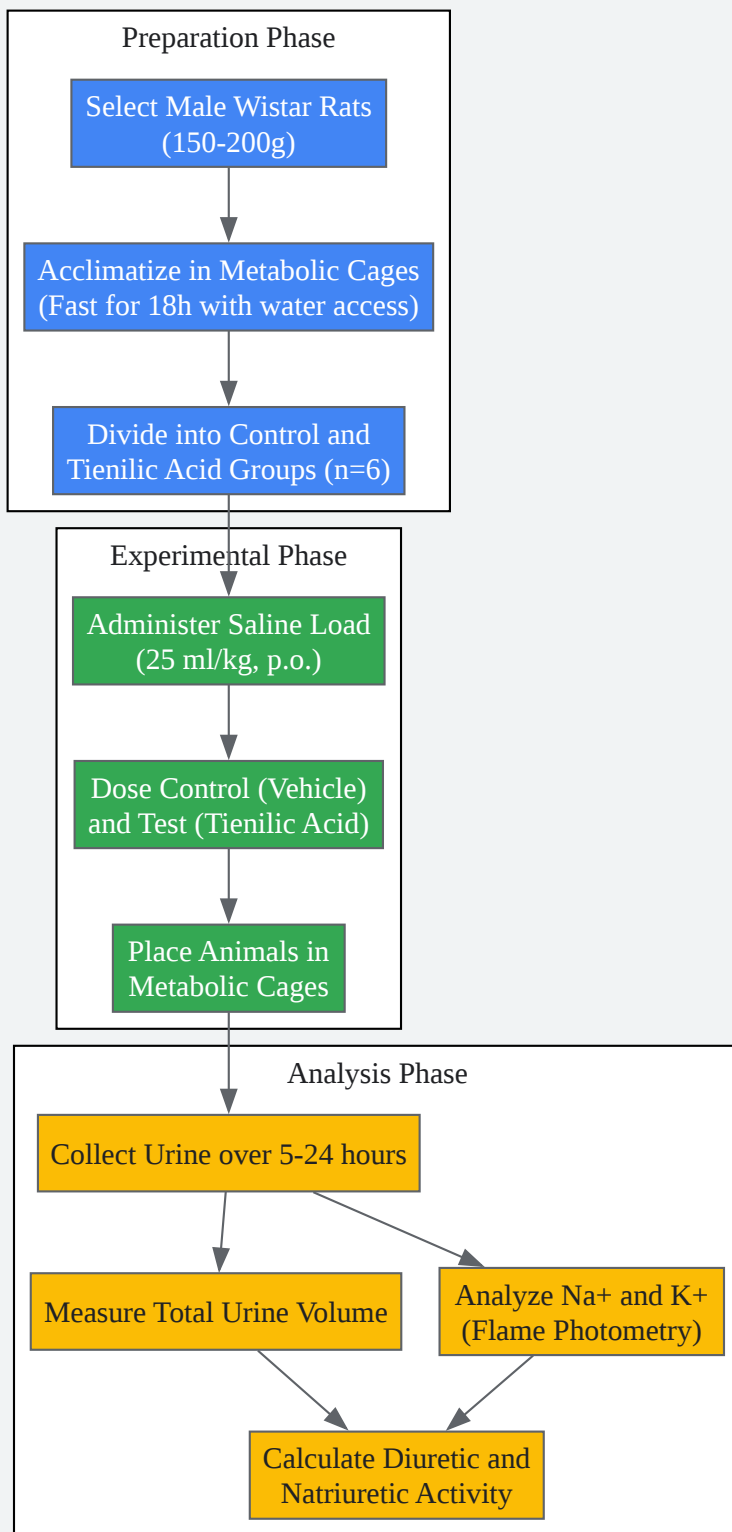 Preparation Phase
Select Male Wistar Rats
(150-200g)
Acclimatize in Metabolic Cages
(Fast for 18h with water access)
Divide into Control and
Tienilic Acid Groups (n=6)
Experimental Phase
Administer Saline Load
(25 ml/kg, p.o.)
Dose Control (Vehicle)
and Test (Tienilic Acid)
Place Animals in
Metabolic Cages
Analysis Phase
Collect Urine over 5-24 hours
Measure Total Urine Volume
Analyze Na+ and K+
(Flame Photometry)
Calculate Diuretic and
Natriuretic Activity